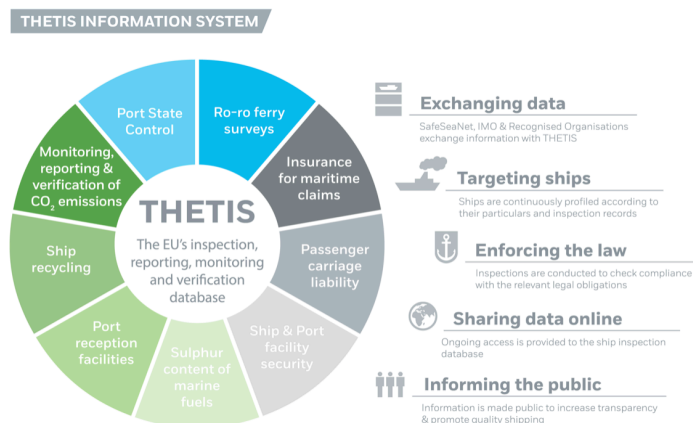 THETIS INFORMATION SYSTEM
Port State
Control
Ro-ro ferry
surveys
Insurance
for maritime
claims
Passenger
carriage
liability
Ship & Port
facility
security
Sulphur
content of
marine
fuels
Port
reception
facilities
Ship
recycling
Monitoring,
reporting &
verification of
CO₂ emissions
THETIS
The EU's inspection,
reporting, monitoring
and verification
database
Exchanging data
SafeSeaNet, IMO & Recognised Organisations
exchange information with THETIS
Targeting ships
Ships are continuously profiled according to
their particulars and inspection records
Enforcing the law
Inspections are conducted to check compliance
with the relevant legal obligations
Sharing data online
Ongoing access is provided to the ship inspection
database
Informing the public
Information is made public to increase transparency
& promote quality shipping